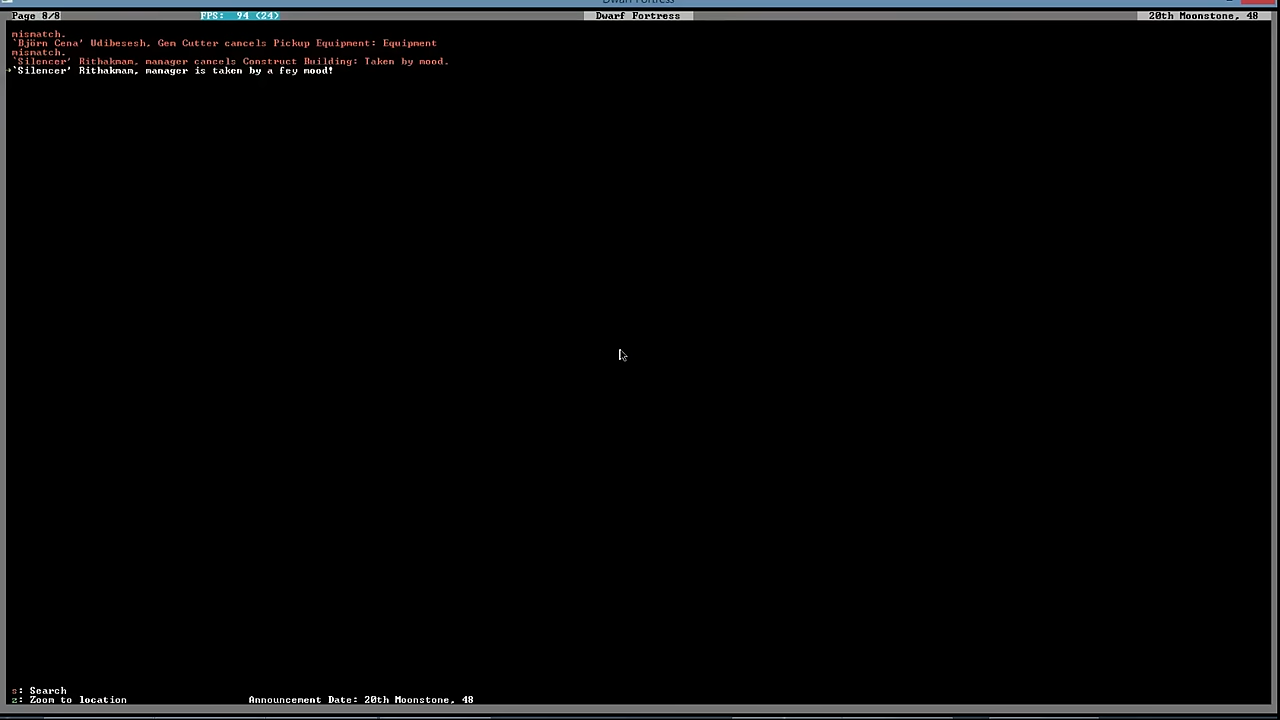 Dwarf Fortress
Page 8/8 FPS: 94 (24) Dwarf Fortress 20th Moonstone, 48
mismatch.
`Björn Cena' Udibesesh, Gem Cutter cancels Pickup Equipment: Equipment
mismatch.
`Silencer' Rithakmam, manager cancels Construct Building: Taken by mood.
`Silencer' Rithakmam, manager is taken by a fey mood!
s: Search
z: Zoom to location Announcement Date: 20th Moonstone, 48